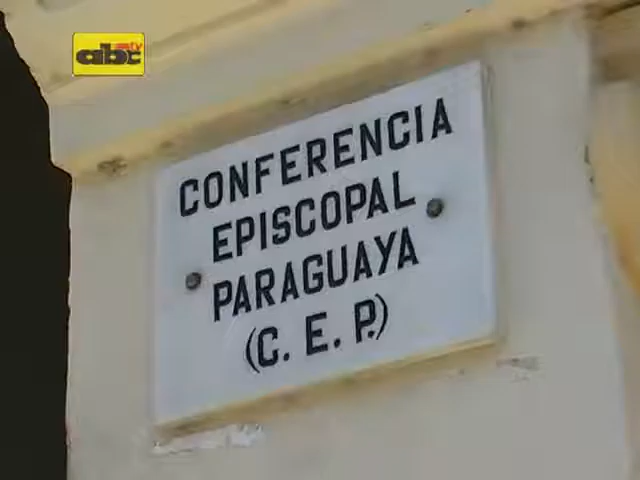 abc tv
CONFERENCIA
EPISCOPAL
PARAGUAYA
(C. E. P.)